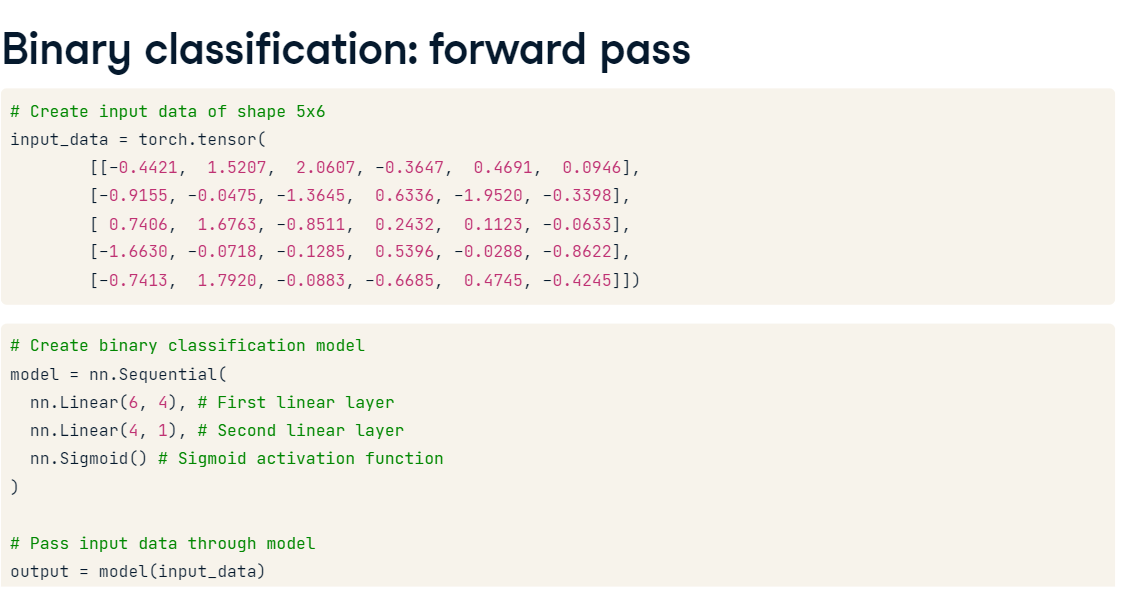 Binary classification: forward pass
# Create input data of shape 5x6
input_data = torch.tensor(
        [[-0.4421,  1.5207,  2.0607, -0.3647,  0.4691,  0.0946],
        [-0.9155, -0.0475, -1.3645,  0.6336, -1.9520, -0.3398],
        [ 0.7406,  1.6763, -0.8511,  0.2432,  0.1123, -0.0633],
        [-1.6630, -0.0718, -0.1285,  0.5396, -0.0288, -0.8622],
        [-0.7413,  1.7920, -0.0883, -0.6685,  0.4745, -0.4245]])
# Create binary classification model
model = nn.Sequential(
  nn.Linear(6, 4), # First linear layer
  nn.Linear(4, 1), # Second linear layer
  nn.Sigmoid() # Sigmoid activation function
)
# Pass input data through model
output = model(input_data)